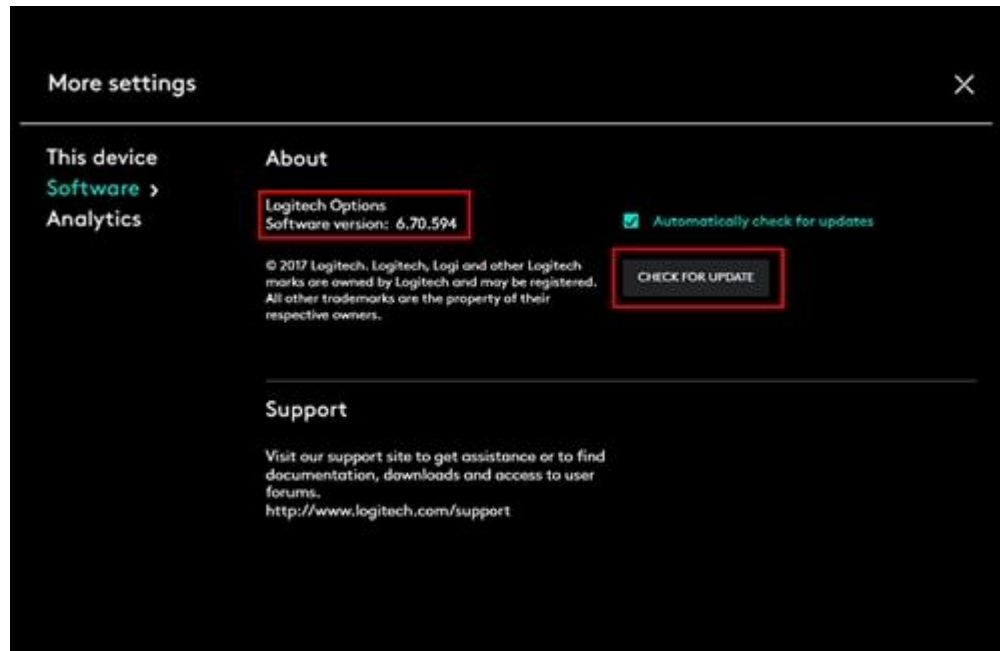 More settings
This device
Software >
Analytics
About
Logitech Options
Software version: 6.70.594
Automatically check for updates
© 2017 Logitech. Logitech, Logi and other Logitech
marks are owned by Logitech and may be registered.
All other trademarks are the property of their
respective owners.
CHECK FOR UPDATE
Support
Visit our support site to get assistance or to find
documentation, downloads and access to user
forums.
http://www.logitech.com/support